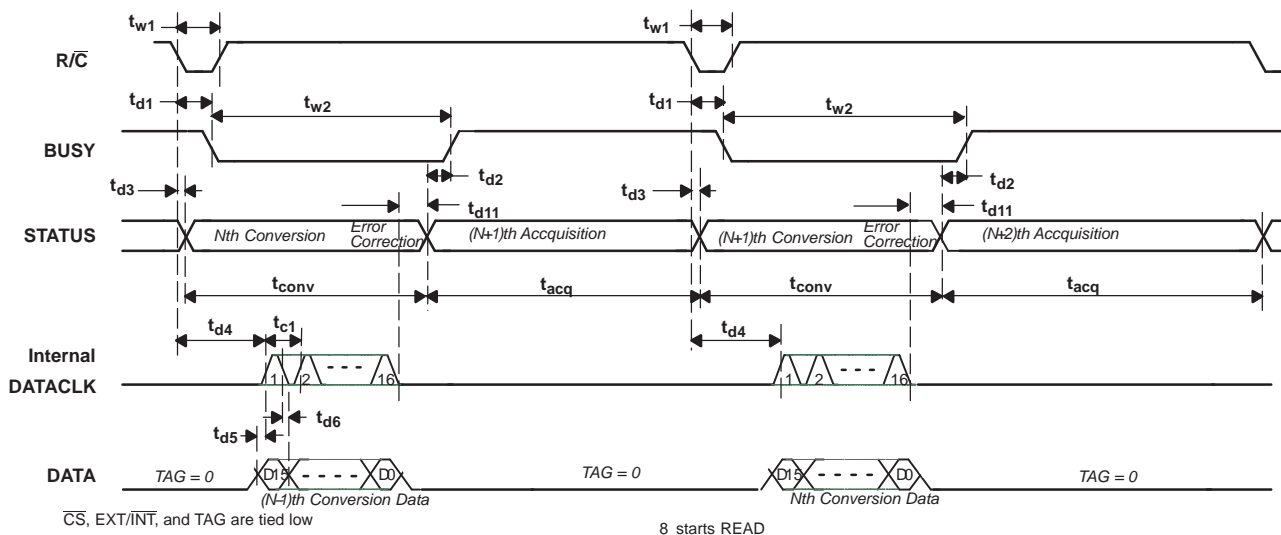 tw1 tw1
R/C
td1 tw2 td1 tw2
BUSY
td3 td2 td3 td2
td11 td11
STATUS Nth Conversion Error Correction (N+1)th Accquisition (N+1)th Conversion Error Correction (N+2)th Accquisition
tconv tacq tconv tacq
td4 tc1 td4
Internal
DATACLK 1 2 - - - 16 1 2 - - - 16
td5 td6
DATA TAG = 0 D15 - - - - D0 TAG = 0 D15 - - - - D0 TAG = 0
(N-1)th Conversion Data Nth Conversion Data
CS, EXT/INT, and TAG are tied low
8 starts READ